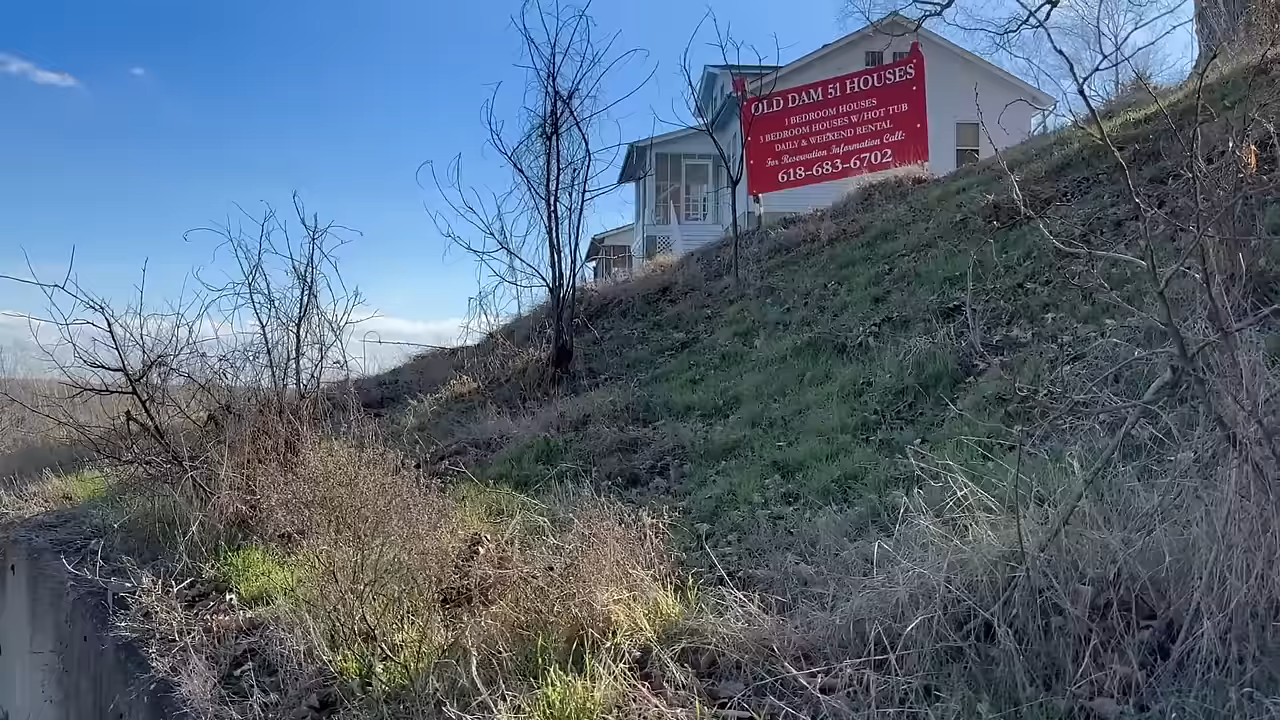 OLD DAM 51 HOUSES
1 BEDROOM HOUSES
3 BEDROOM HOUSES W/HOT TUB
DAILY & WEEKEND RENTAL
For Reservation Information Call:
618-683-6702